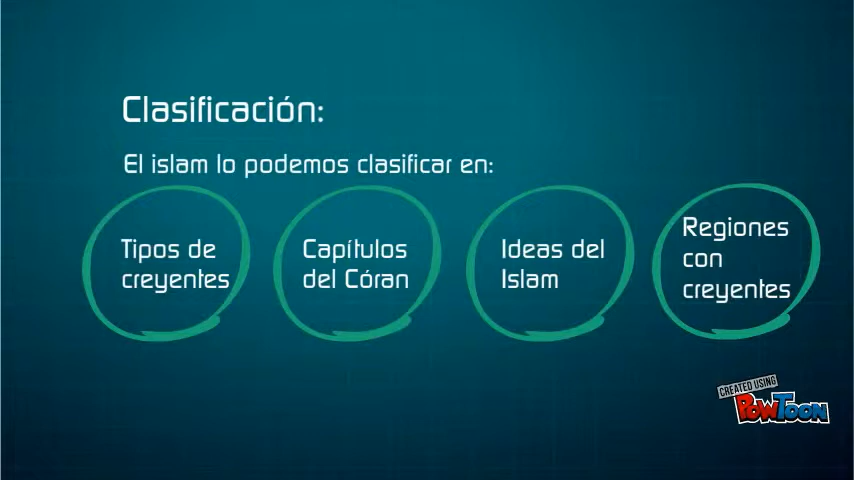 Clasificación:
El islam lo podemos clasificar en:
Tipos de
creyentes
Capítulos
del Córan
Ideas del
Islam
Regiones
con
creyentes
CREATED USING
POWTOON